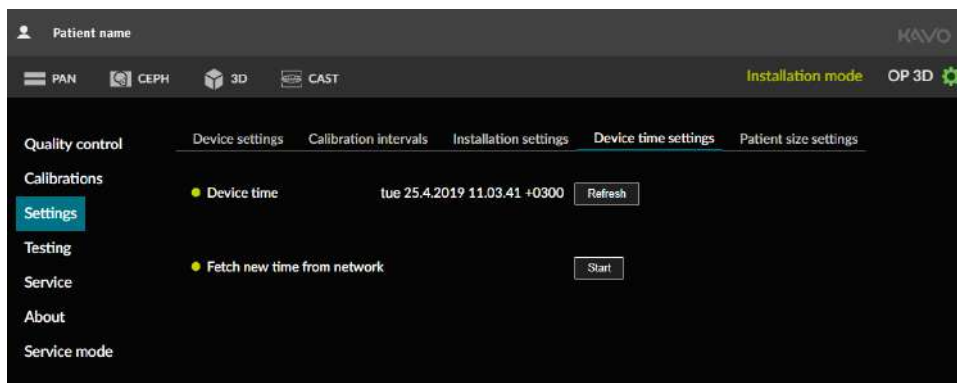 Patient name
KAVO
PAN CEPH 3D CAST Installation mode OP 3D
Quality control
Calibrations
Settings
Testing
Service
About
Service mode
Device settings Calibration intervals Installation settings Device time settings Patient size settings
Device time tue 25.4.2019 11.03.41 +0300 Refresh
Fetch new time from network Start